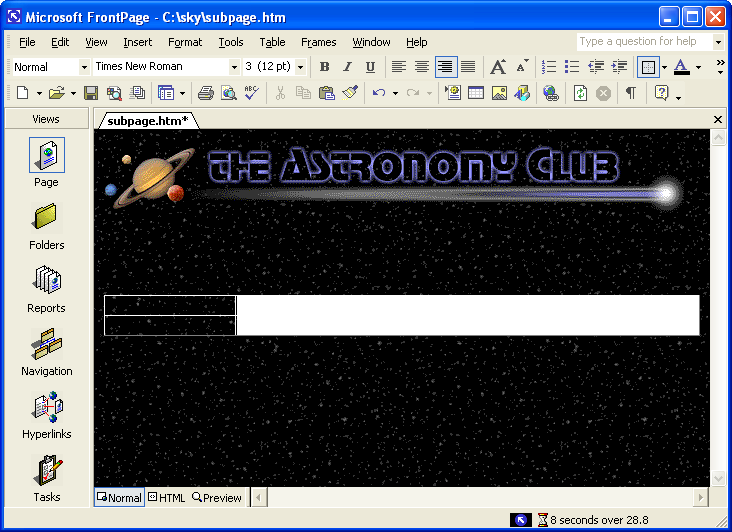 Microsoft FrontPage - C:\sky\subpage.htm
File Edit View Insert Format Tools Table Frames Window Help Type a question for help
Normal Times New Roman 3 (12 pt) B I U A A A
ABC
Views subpage.htm*
the Astronomy Club
Page
Folders
Reports
Navigation
Hyperlinks
Tasks
Normal HTML Preview
8 seconds over 28.8